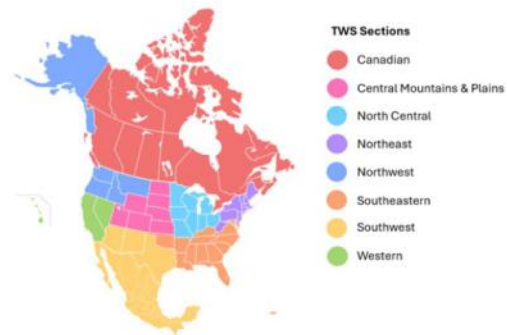 TWS Sections
Canadian
Central Mountains & Plains
North Central
Northeast
Northwest
Southeastern
Southwest
Western